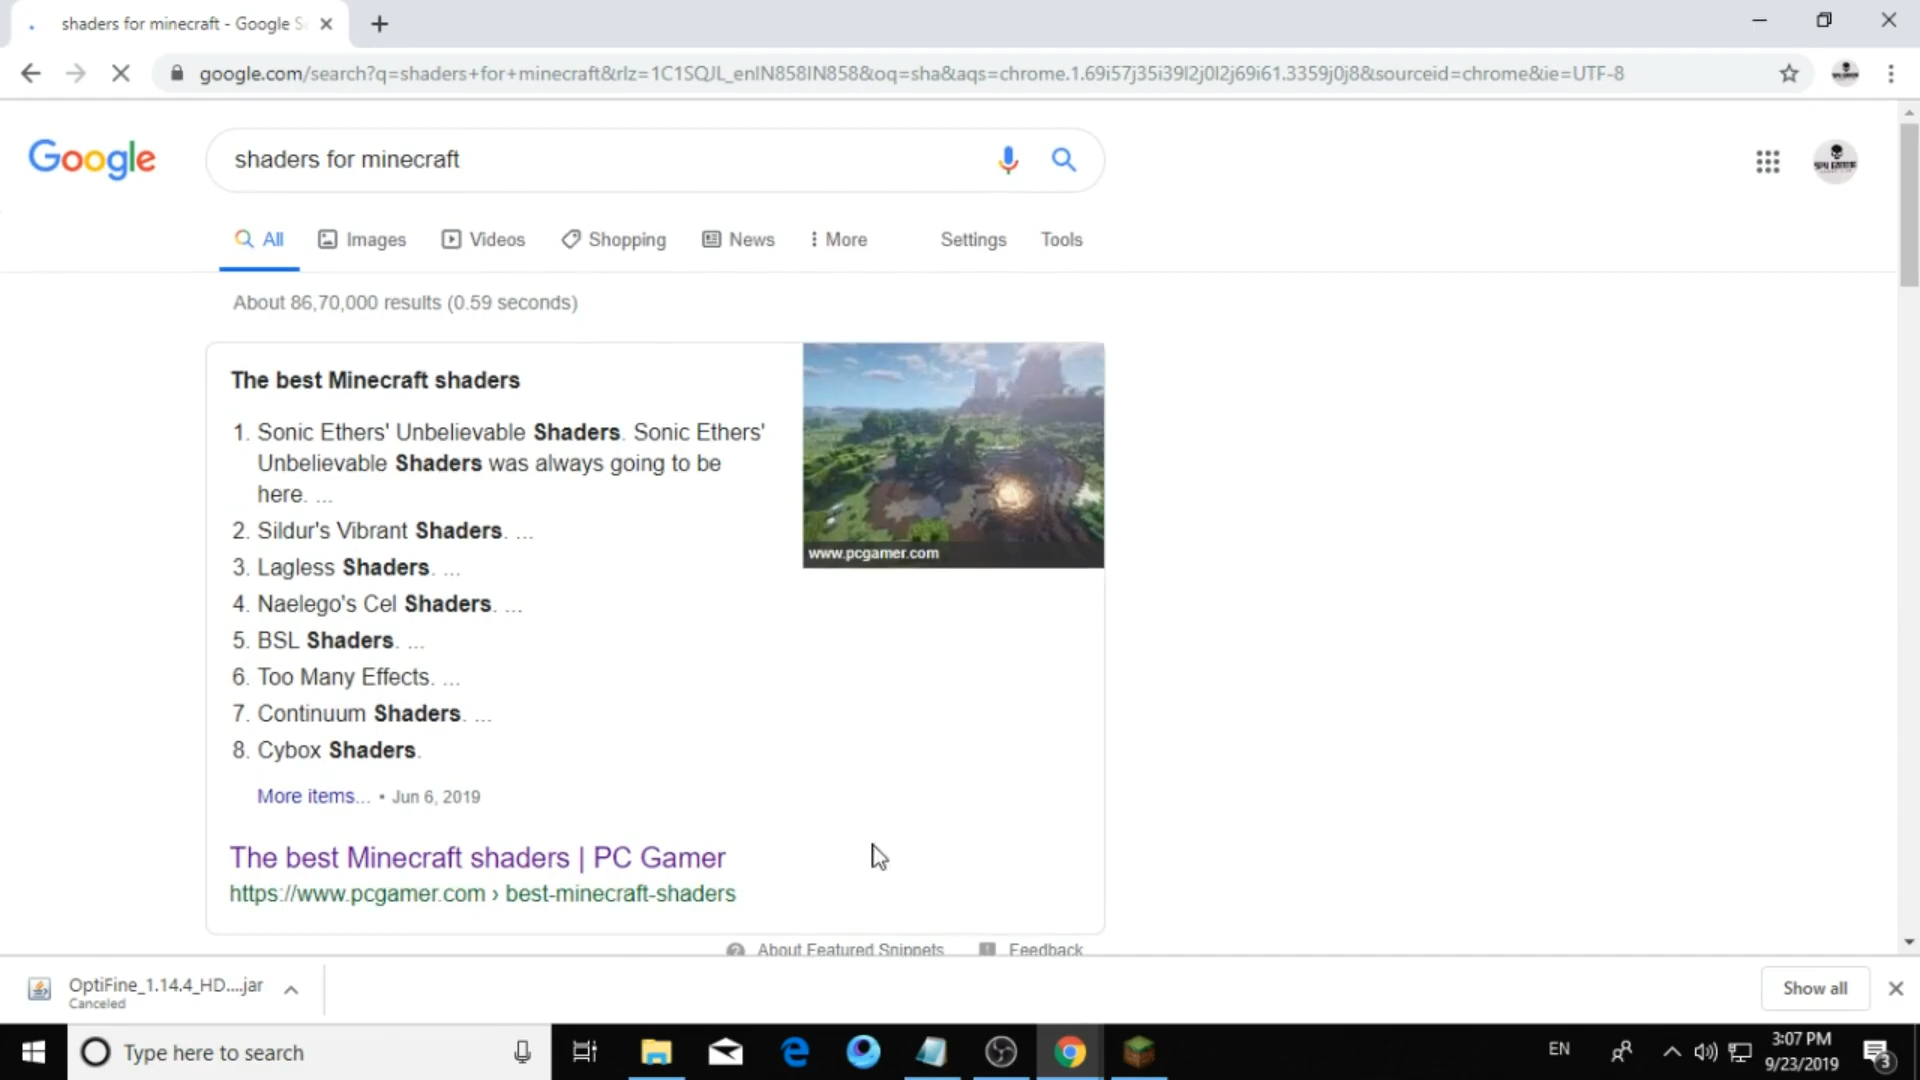 shaders for minecraft - Google S
google.com/search?q=shaders+for+minecraft&rlz=1C1SQJL_enIN858IN858&oq=sha&aqs=chrome.1.69i57j35i39l2j0l2j69i61.3359j0j8&sourceid=chrome&ie=UTF-8
Google
shaders for minecraft
All Images Videos Shopping News More Settings Tools
About 86,70,000 results (0.59 seconds)
The best Minecraft shaders
1. Sonic Ethers' Unbelievable Shaders. Sonic Ethers'
Unbelievable Shaders was always going to be
here. ...
2. Sildur's Vibrant Shaders. ...
3. Lagless Shaders. ...
4. Naelego's Cel Shaders. ...
5. BSL Shaders. ...
6. Too Many Effects. ...
7. Continuum Shaders. ...
8. Cybox Shaders.
www.pcgamer.com
More items... • Jun 6, 2019
The best Minecraft shaders | PC Gamer
https://www.pcgamer.com › best-minecraft-shaders
About Featured Snippets Feedback
OptiFine_1.14.4_HD....jar
Canceled
Show all
Type here to search
EN
3:07 PM
9/23/2019
3